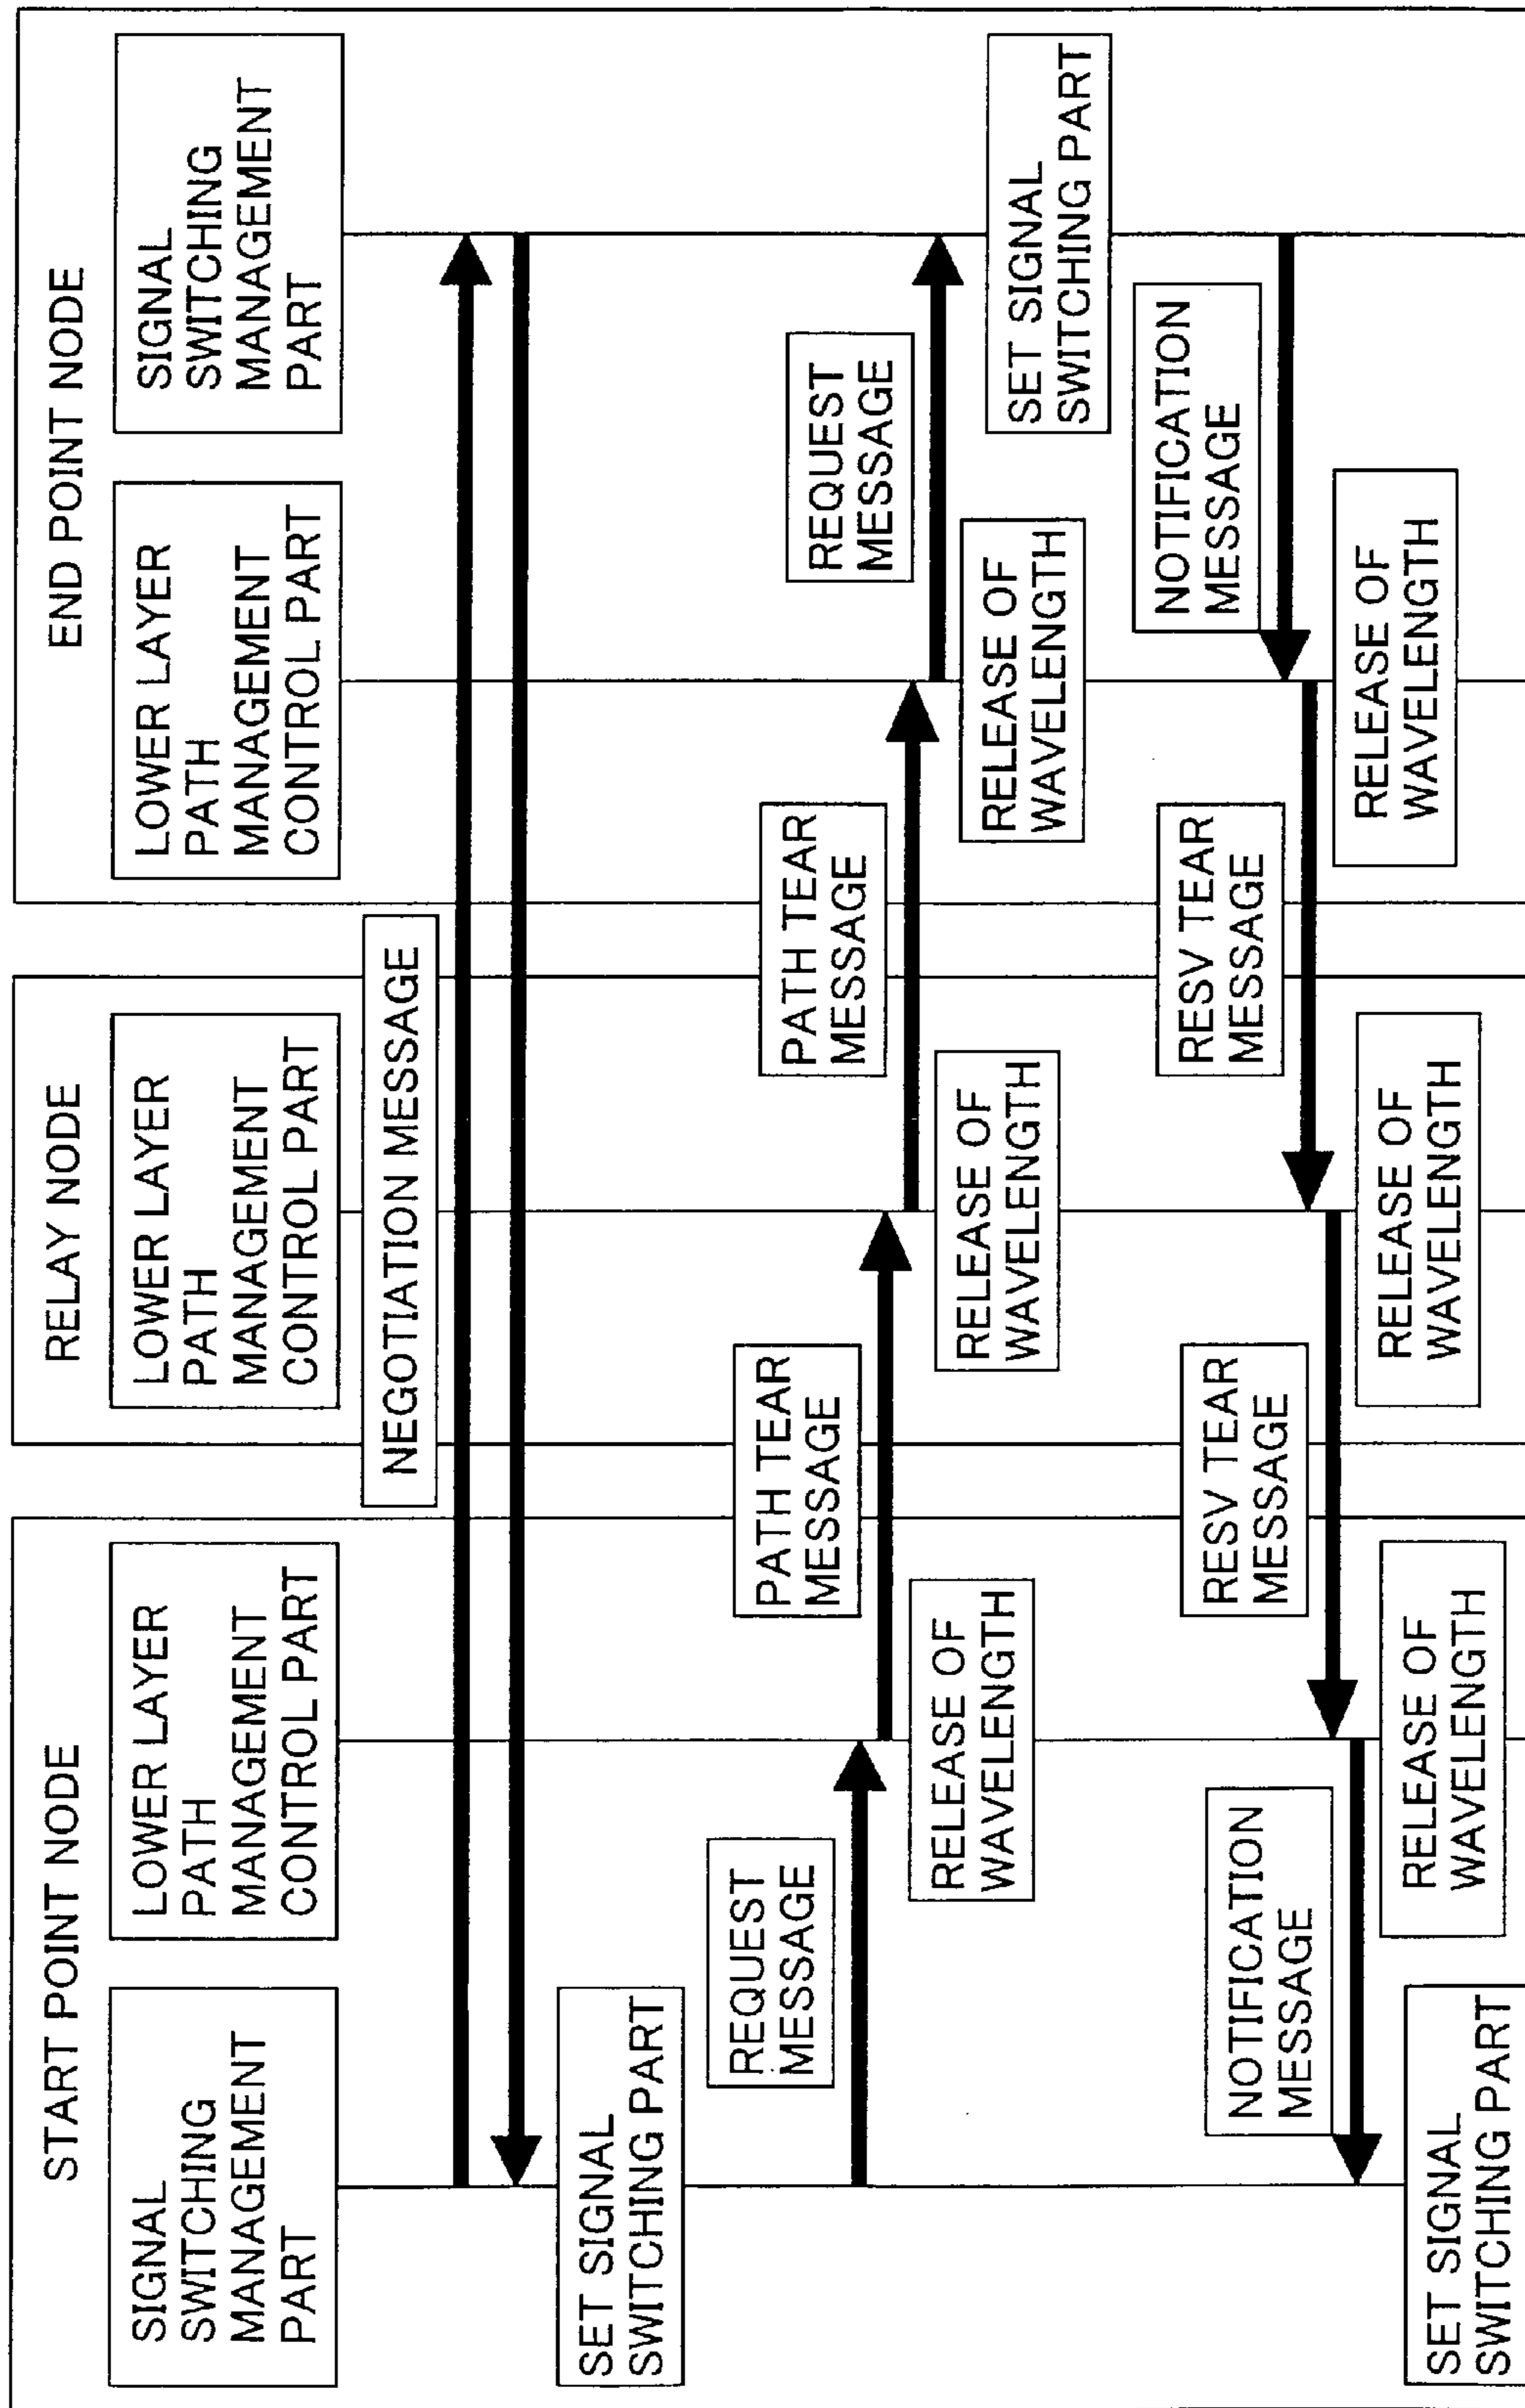 START POINT NODE
SIGNAL
SWITCHING
MANAGEMENT
PART
LOWER LAYER
PATH
MANAGEMENT
CONTROL PART
RELAY NODE
LOWER LAYER
PATH
MANAGEMENT
CONTROL PART
END POINT NODE
LOWER LAYER
PATH
MANAGEMENT
CONTROL PART
SIGNAL
SWITCHING
MANAGEMENT
PART
NEGOTIATION MESSAGE
SET SIGNAL
SWITCHING PART
REQUEST
MESSAGE
PATH TEAR
MESSAGE
PATH TEAR
MESSAGE
REQUEST
MESSAGE
RELEASE OF
WAVELENGTH
RELEASE OF
WAVELENGTH
RELEASE OF
WAVELENGTH
SET SIGNAL
SWITCHING PART
NOTIFICATION
MESSAGE
RESV TEAR
MESSAGE
RESV TEAR
MESSAGE
NOTIFICATION
MESSAGE
RELEASE OF
WAVELENGTH
RELEASE OF
WAVELENGTH
RELEASE OF
WAVELENGTH
SET SIGNAL
SWITCHING PART